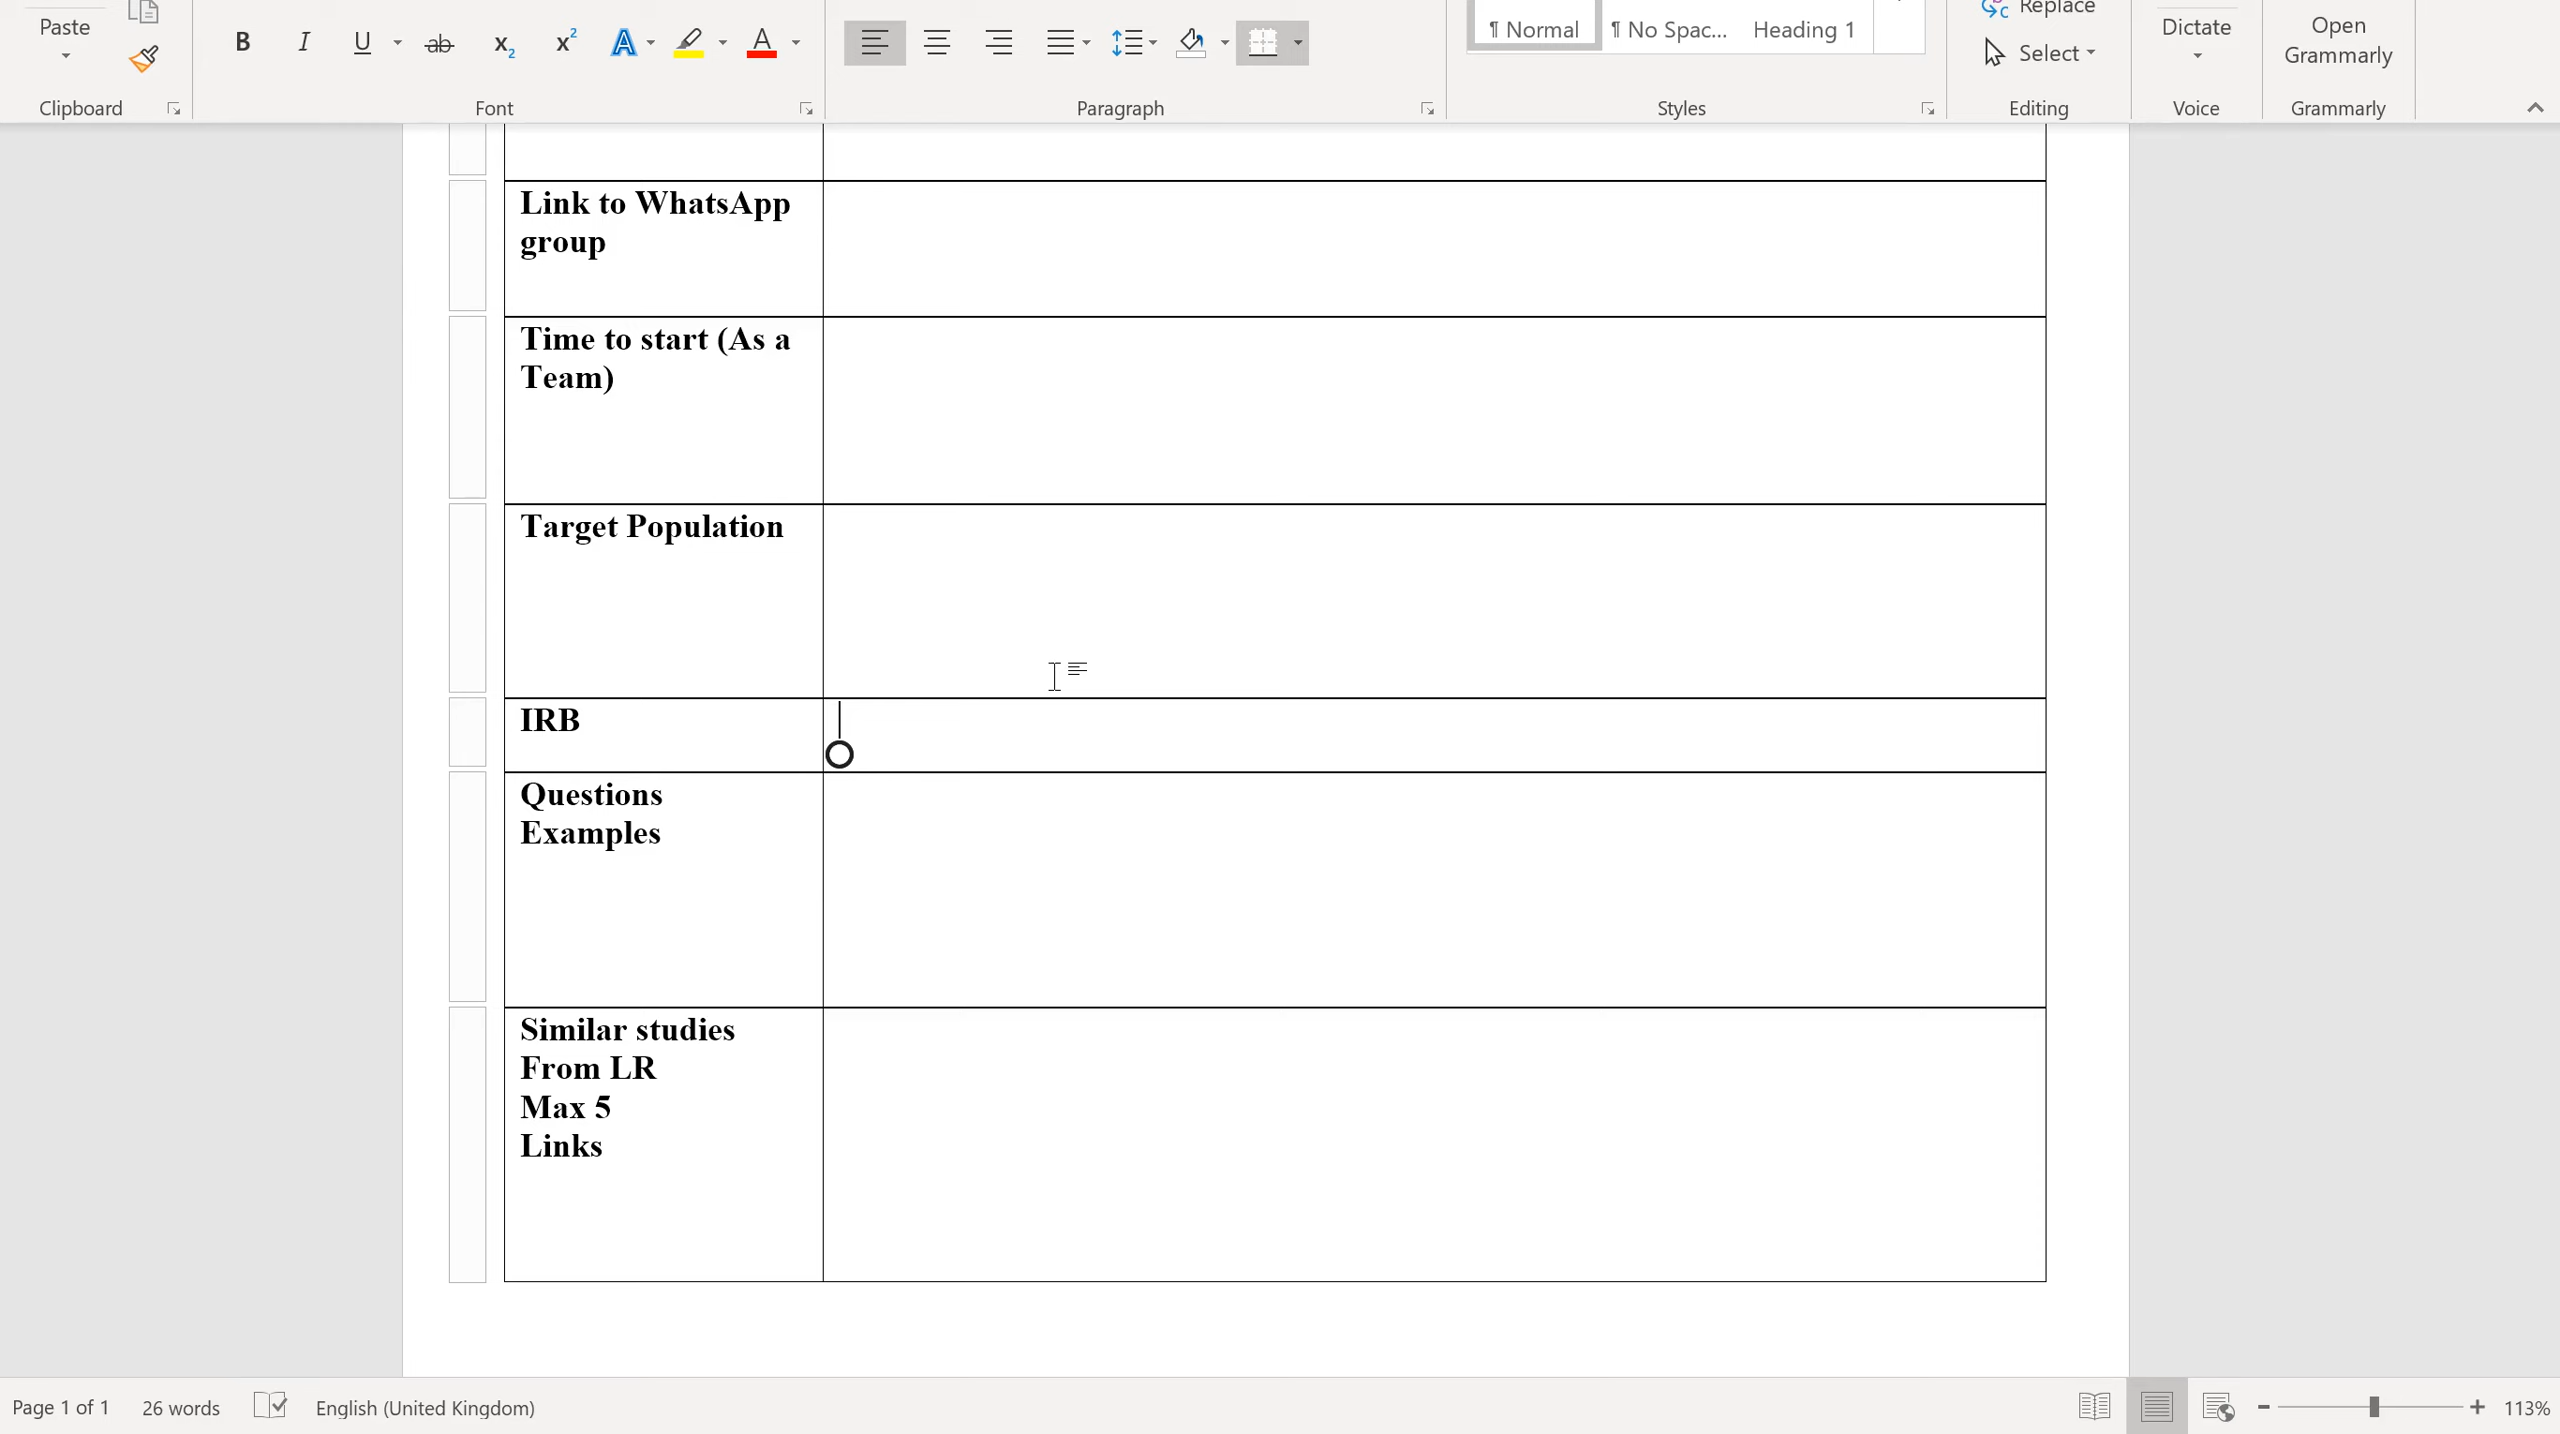 Paste
Replace
B I U ab x₂ x² A A
¶ Normal ¶ No Spac... Heading 1
Select
Dictate
Open
Grammarly
Clipboard Font Paragraph Styles Editing Voice Grammarly
Link to WhatsApp
group
Time to start (As a
Team)
Target Population
IRB
Questions
Examples
Similar studies
From LR
Max 5
Links
Page 1 of 1 26 words English (United Kingdom) 113%